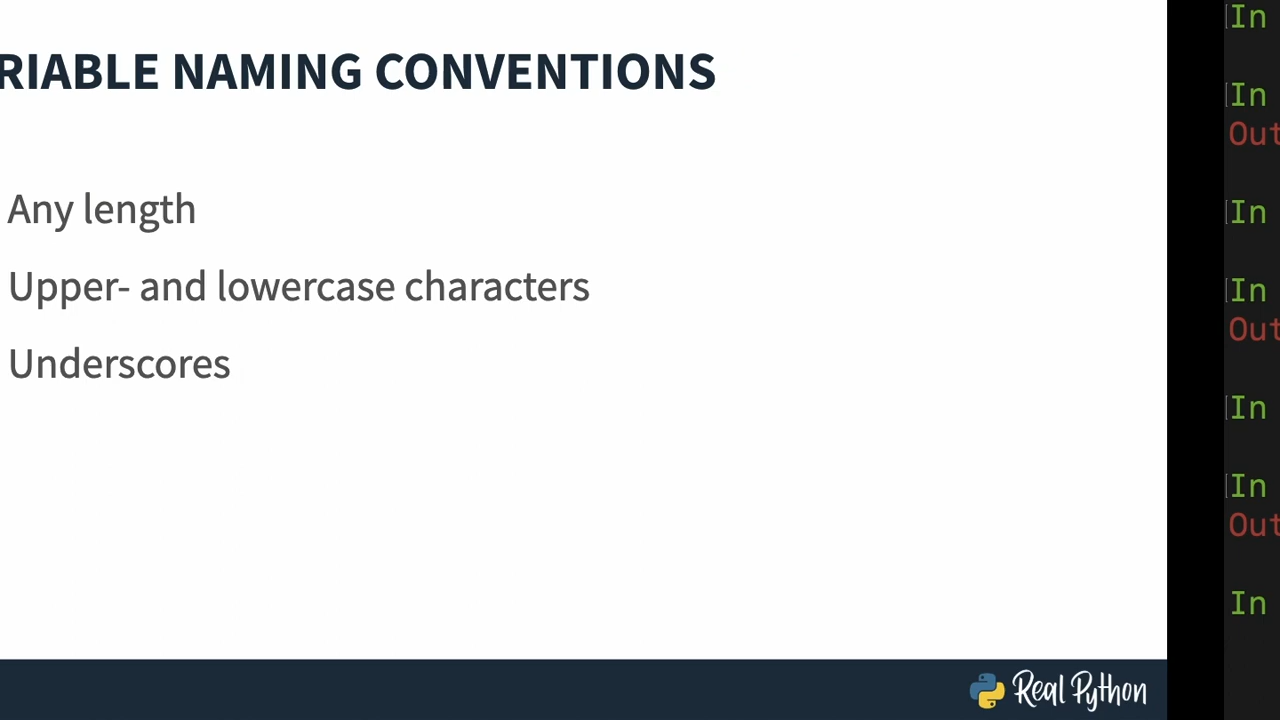 RIABLE NAMING CONVENTIONS
Any length
Upper- and lowercase characters
Underscores
Real Python
In
In
Out
In
In
Out
In
In
Out
In